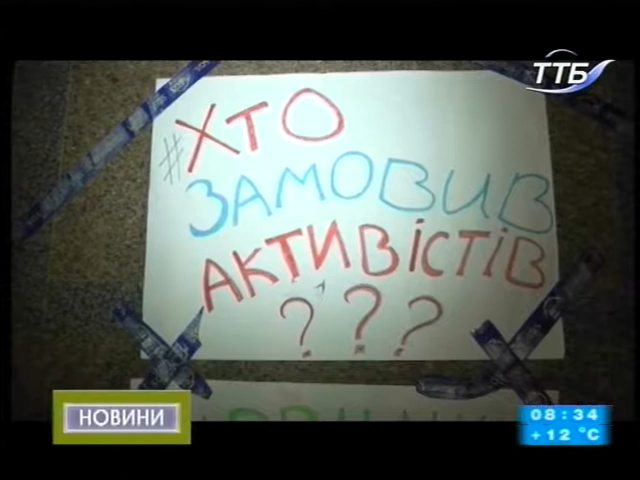 ТТБ
#ХТО
ЗАМОВИВ
АКТИВІСТІВ
???
НОВИНИ
08:34
+12 °C